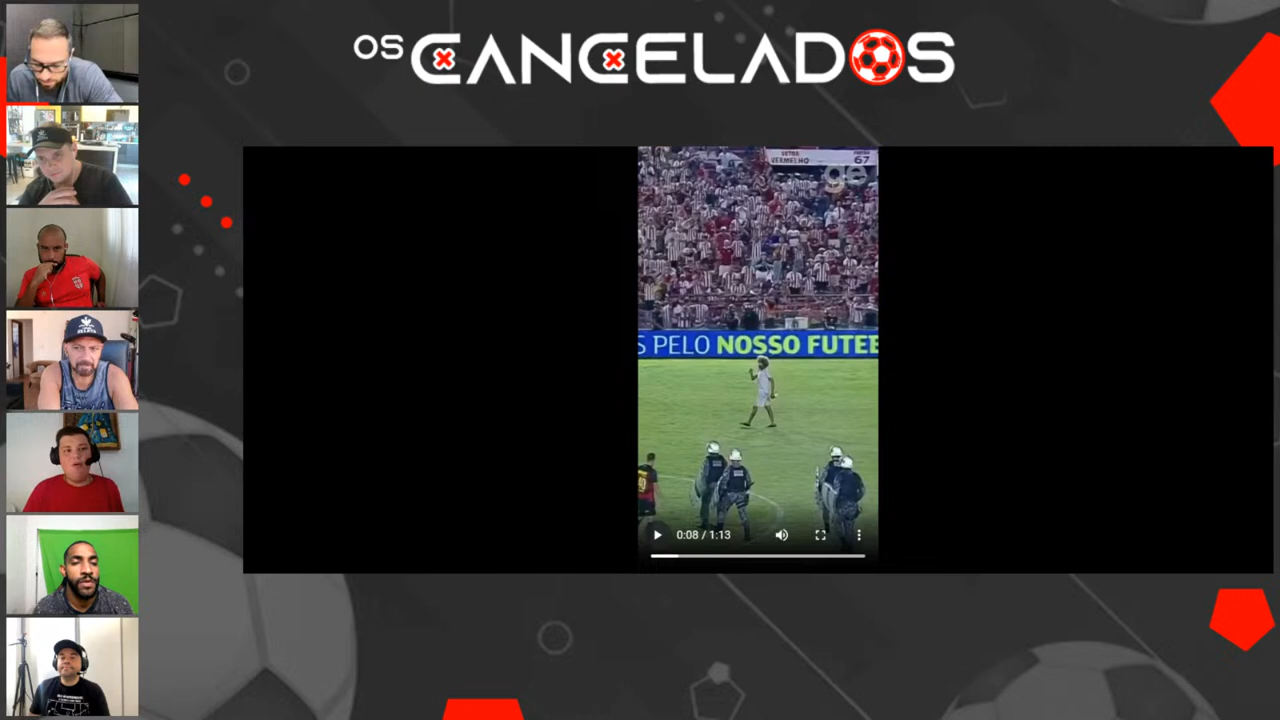 OS CANCELADOS
SETOR
VERMELHO
67
ge
S PELO NOSSO FUTEB
0:08 / 1:13